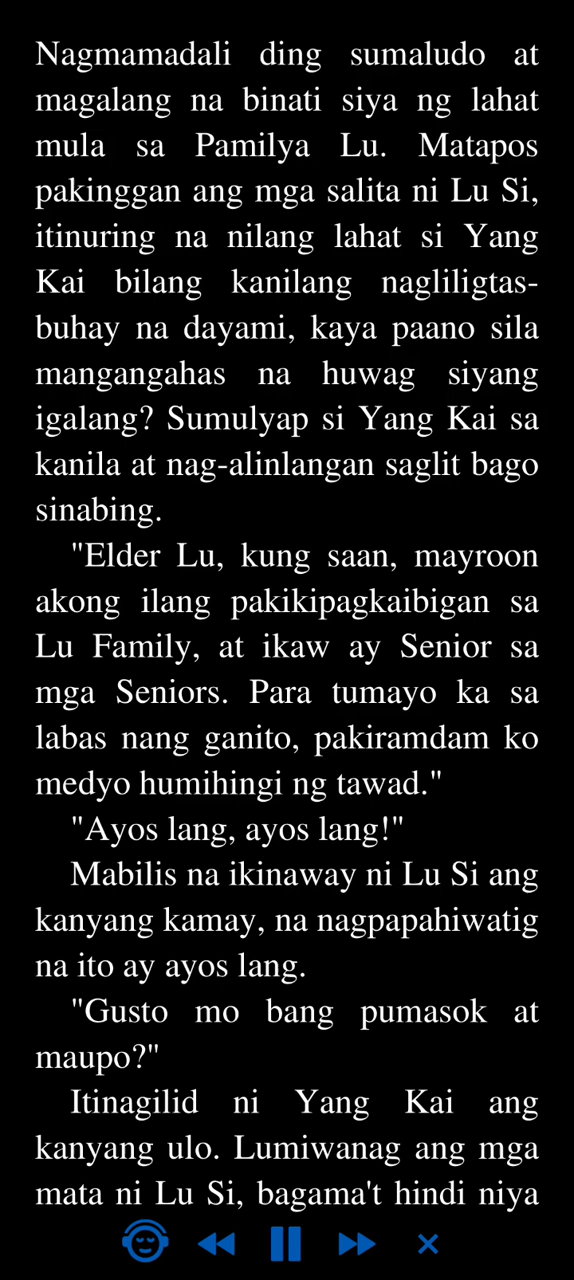 Nagmamadali ding sumaludo at
magalang na binati siya ng lahat
mula sa Pamilya Lu. Matapos
pakinggan ang mga salita ni Lu Si,
itinuring na nilang lahat si Yang
Kai bilang kanilang nagliligtas-
buhay na dayami, kaya paano sila
mangangahas na huwag siyang
igalang? Sumulyap si Yang Kai sa
kanila at nag-alinlangan saglit bago
sinabing.
"Elder Lu, kung saan, mayroon
akong ilang pakikipagkaibigan sa
Lu Family, at ikaw ay Senior sa
mga Seniors. Para tumayo ka sa
labas nang ganito, pakiramdam ko
medyo humihingi ng tawad."
"Ayos lang, ayos lang!"
Mabilis na ikinaway ni Lu Si ang
kanyang kamay, na nagpapahiwatig
na ito ay ayos lang.
"Gusto mo bang pumasok at
maupo?"
Itinagilid ni Yang Kai ang
kanyang ulo. Lumiwanag ang mga
mata ni Lu Si, bagama't hindi niya